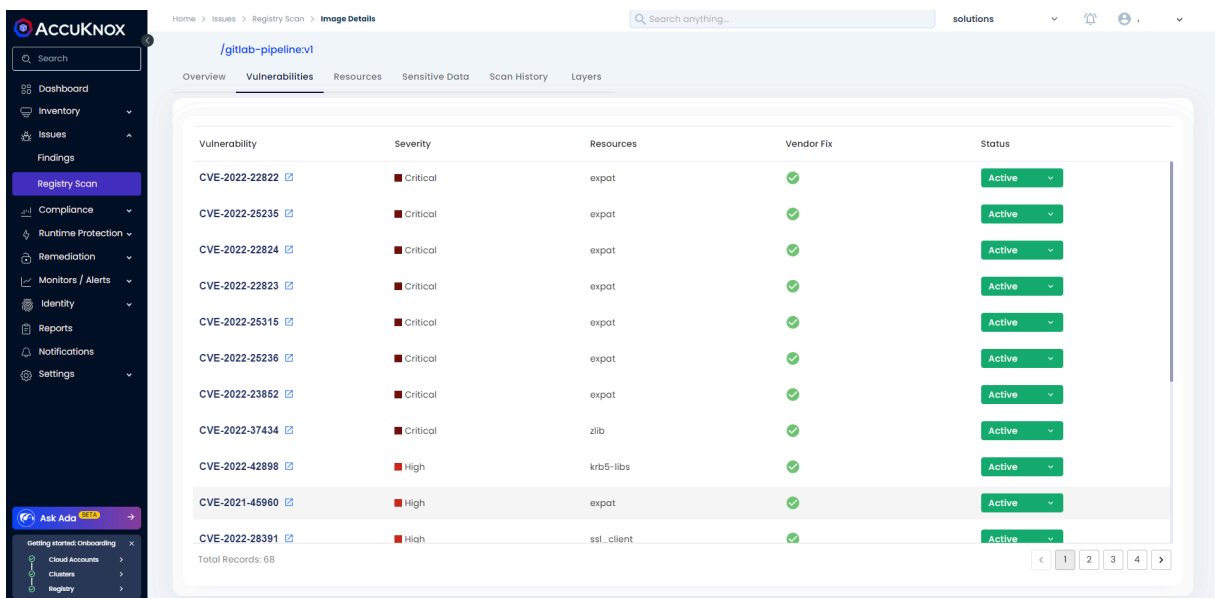 ACCUKNOX
Search
Dashboard
Inventory
Issues
Findings
Registry Scan
Compliance
Runtime Protection
Remediation
Monitors / Alerts
Identity
Reports
Notifications
Settings
Ask Ada BETA
Getting started: Onboarding
Cloud Accounts
Clusters
Registry
Home > Issues > Registry Scan > Image Details
Search anything...
solutions
/gitlab-pipeline:v1
Overview Vulnerabilities Resources Sensitive Data Scan History Layers
Vulnerability Severity Resources Vendor Fix Status
CVE-2022-22822 Critical expat Active
CVE-2022-25235 Critical expat Active
CVE-2022-22824 Critical expat Active
CVE-2022-22823 Critical expat Active
CVE-2022-25315 Critical expat Active
CVE-2022-25236 Critical expat Active
CVE-2022-23852 Critical expat Active
CVE-2022-37434 Critical zlib Active
CVE-2022-42898 High krb5-libs Active
CVE-2021-45960 High expat Active
CVE-2022-28391 High ssl_client Active
Total Records: 68
< 1 2 3 4 >